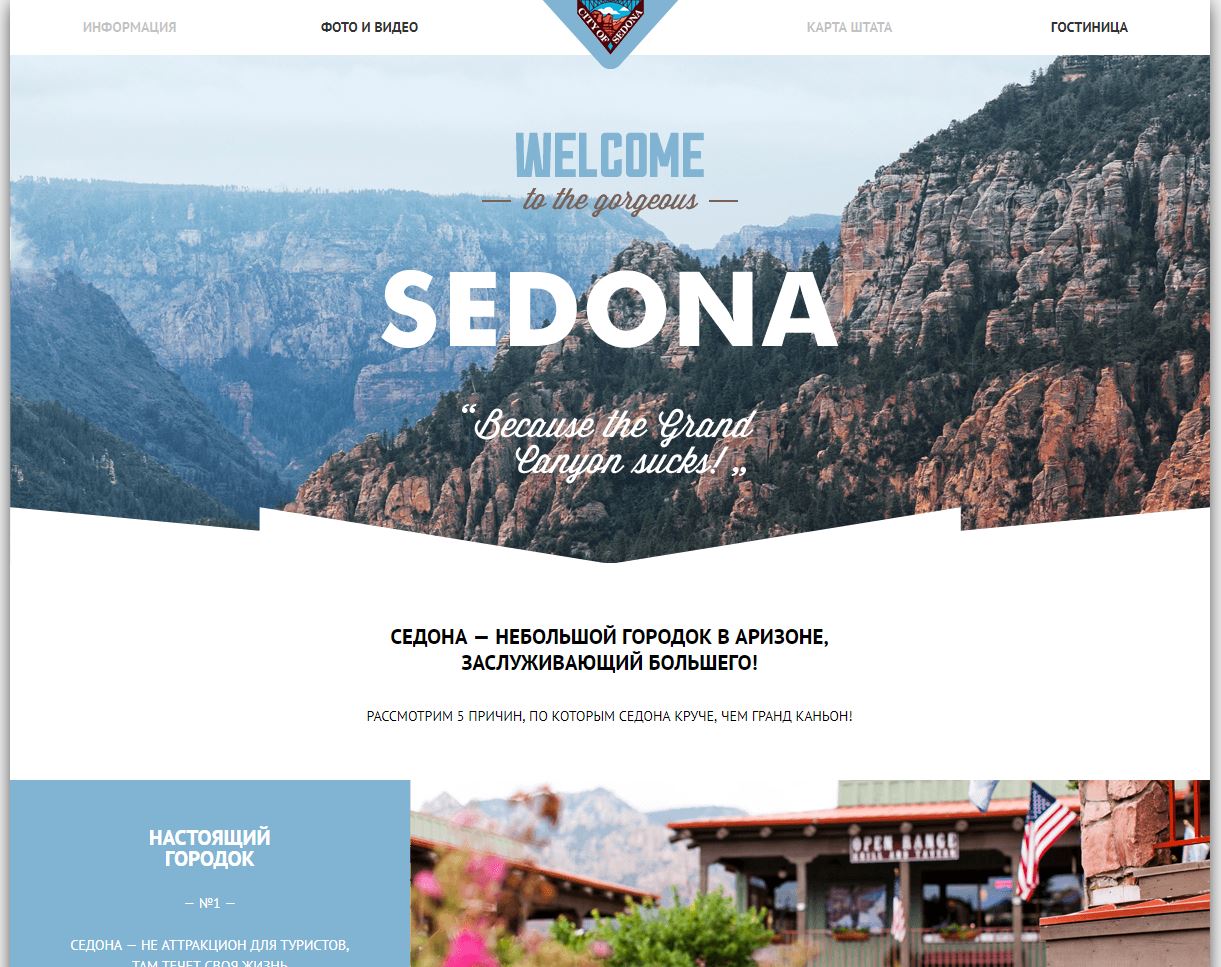 ИНФОРМАЦИЯ
ФОТО И ВИДЕО
CITY OF SEDONA
КАРТА ШТАТА
ГОСТИНИЦА
WELCOME
to the gorgeous
SEDONA
“Because the Grand
Canyon sucks!„
СЕДОНА — НЕБОЛЬШОЙ ГОРОДОК В АРИЗОНЕ,
ЗАСЛУЖИВАЮЩИЙ БОЛЬШЕГО!
РАССМОТРИМ 5 ПРИЧИН, ПО КОТОРЫМ СЕДОНА КРУЧЕ, ЧЕМ ГРАНД КАНЬОН!
НАСТОЯЩИЙ
ГОРОДОК
— №1 —
СЕДОНА — НЕ АТТРАКЦИОН ДЛЯ ТУРИСТОВ,
ТАМ ТЕЧЕТ СВОЯ ЖИЗНЬ
OPEN RANGE
GRILL AND TAVERN